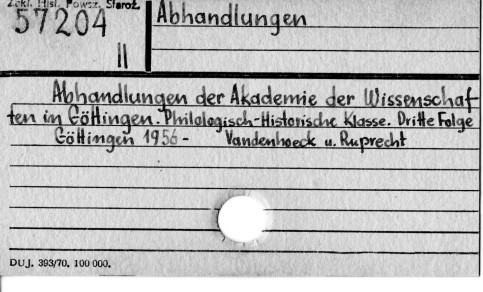 Zakł. Hist. Powsz. Staroż.
57204
II
Abhandlungen
Abhandlungen der Akademie der Wissenschaf
ten in Göttingen. Philologisch-Historische Klasse. Dritte Folge
Göttingen 1956- Vandenhoeck u. Ruprecht
DUJ. 393/70. 100 000.